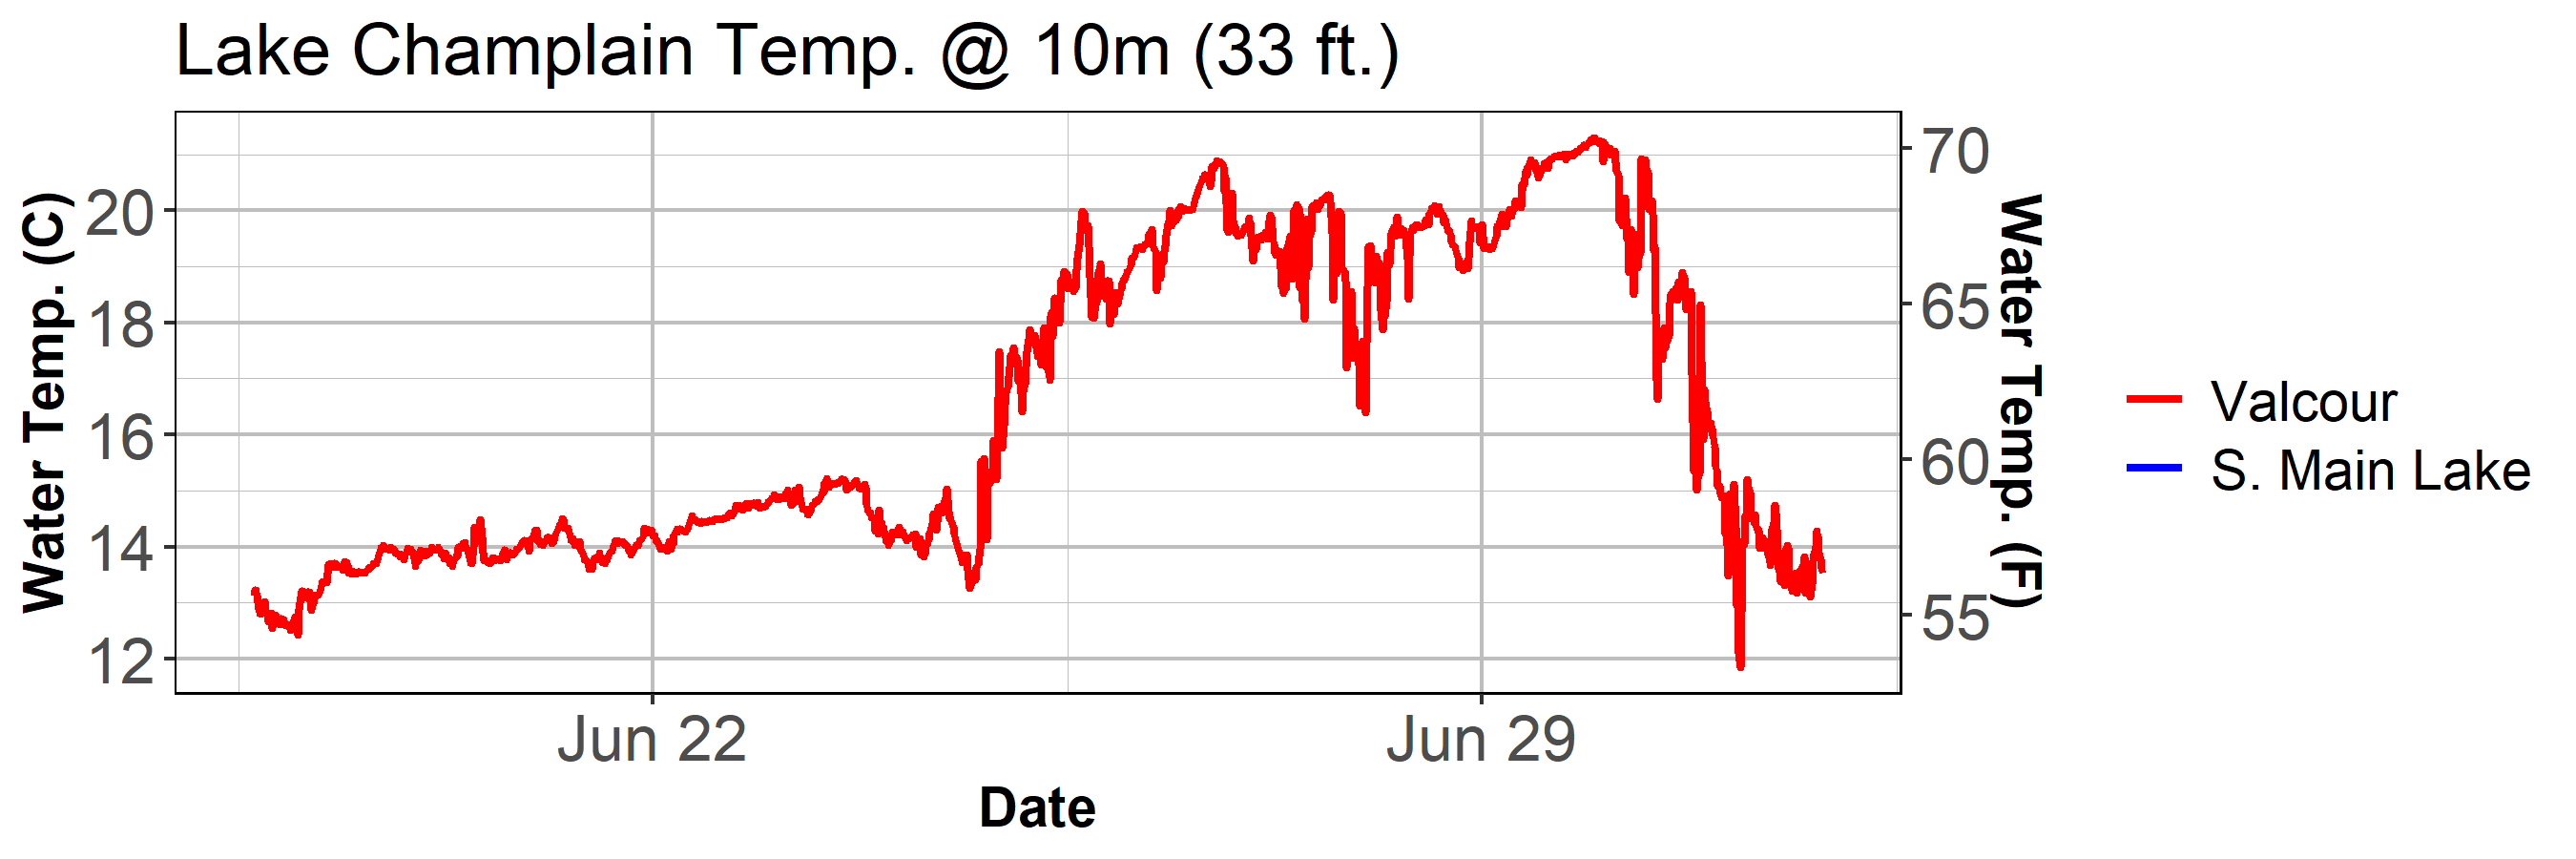 Lake Champlain Temp. @ 10m (33 ft.)
Water Temp. (C)
20
18
16
14
12
70
65
60
55
Water Temp. (F)
Jun 22
Jun 29
Date
Valcour
S. Main Lake